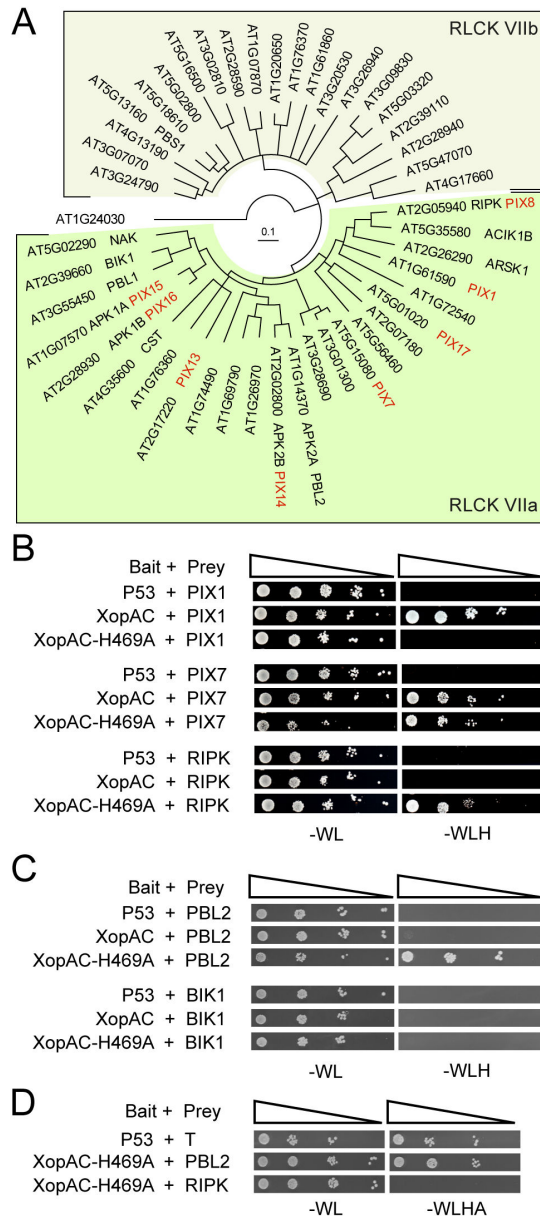 A
RLCK VIIb
AT3G24790
AT3G07070
AT4G13190
AT5G13160 PBS1
AT5G18610
AT5G02800
AT5G16500
AT3G02810
AT2G28590
AT1G07870
AT1G20650
AT1G76370
AT1G61860
AT3G20530
AT3G26940
AT3G09830
AT5G03320
AT2G39110
AT2G28940
AT5G47070
AT4G17660
AT1G24030
0.1
AT2G05940 RIPK PIX8
AT5G35580 ACIK1B
AT2G26290 ARSK1
AT1G61590 PIX1
AT1G72540
AT5G01020 PIX17
AT2G07180
AT5G56460
AT5G15080 PIX7
AT3G01300
AT3G28690
AT1G14370 APK2A PBL2
AT2G02800 APK2B PIX14
AT1G26970
AT1G69790
AT1G74490
AT2G17220 PIX13
AT1G76360
AT4G35600 CST
AT2G28930 APK1B PIX16
AT1G07570 APK1A PIX15
AT3G55450 PBL1
AT2G39660 BIK1
AT5G02290 NAK
RLCK VIIa
B
Bait + Prey
P53 + PIX1
XopAC + PIX1
XopAC-H469A + PIX1
P53 + PIX7
XopAC + PIX7
XopAC-H469A + PIX7
P53 + RIPK
XopAC + RIPK
XopAC-H469A + RIPK
-WL -WLH
C
Bait + Prey
P53 + PBL2
XopAC + PBL2
XopAC-H469A + PBL2
P53 + BIK1
XopAC + BIK1
XopAC-H469A + BIK1
-WL -WLH
D
Bait + Prey
P53 + T
XopAC-H469A + PBL2
XopAC-H469A + RIPK
-WL -WLHA